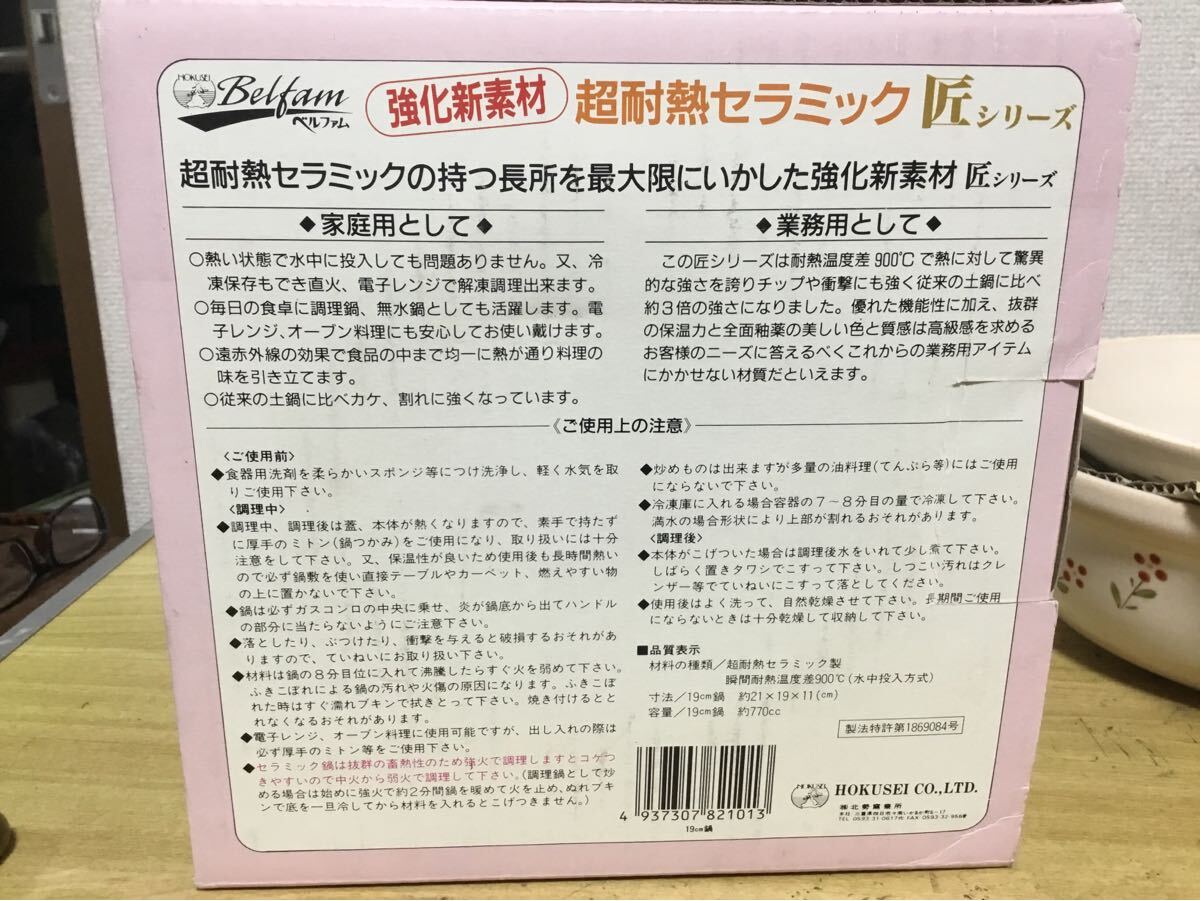 HOKUSEI
Belfam
ベルファム
強化新素材
超耐熱セラミック 匠シリーズ
超耐熱セラミックの持つ長所を最大限にいかした強化新素材 匠シリーズ
◆家庭用として◆
○熱い状態で水中に投入しても問題ありません。又、冷
凍保存もでき直火、電子レンジで解凍調理出来ます。
○毎日の食卓に調理鍋、無水鍋としても活躍します。電
子レンジ、オーブン料理にも安心してお使い戴けます。
○遠赤外線の効果で食品の中まで均一に熱が通り料理の
味を引き立てます。
○従来の土鍋に比べカケ、割れに強くなっています。
◆業務用として◆
この匠シリーズは耐熱温度差900℃で熱に対して驚異
的な強さを誇りチップや衝撃にも強く従来の土鍋に比べ
約3倍の強さになりました。優れた機能性に加え、抜群
の保温力と全面釉薬の美しい色と質感は高級感を求める
お客様のニーズに答えるべくこれからの業務用アイテム
にかかせない材質だといえます。
《ご使用上の注意》
〈ご使用前〉
◆食器用洗剤を柔らかいスポンジ等につけ洗浄し、軽く水気を取
りご使用下さい。
〈調理中〉
◆調理中、調理後は蓋、本体が熱くなりますので、素手で持たず
に厚手のミトン(鍋つかみ)をご使用になり、取り扱いには十分
注意をして下さい。又、保温性が良いため使用後も長時間熱い
ので必ず鍋敷を使い直接テーブルやカーペット、燃えやすい物
の上に置かないで下さい。
◆鍋は必ずガスコンロの中央に乗せ、炎が鍋底から出てハンドル
の部分に当たらないようにご注意下さい。
◆落としたり、ぶつけたり、衝撃を与えると破損するおそれがあ
りますので、ていねいにお取り扱い下さい。
◆材料は鍋の8分目位に入れて沸騰したらすぐ火を弱めて下さい。
ふきこぼれによる鍋の汚れや火傷の原因になります。ふきこぼ
れた時はすぐ濡れブキンで拭きとって下さい。焼き付けるとと
れなくなるおそれがあります。
◆電子レンジ、オーブン料理に使用可能ですが、出し入れの際は
必ず厚手のミトン等をご使用下さい。
◆セラミック鍋は抜群の畜熱性のため強火で調理しますとコゲつ
きやすいので中火から弱火で調理して下さい。(調理鍋として炒
める場合は始めに強火で約2分間鍋を暖めて火を止め、ぬれブキ
ンで底を一旦冷してから材料を入れるとこげつきません。)
◆炒めものは出来ますが多量の油料理(てんぷら等)にはご使用
にならないで下さい。
◆冷凍庫に入れる場合容器の7〜8分目の量で冷凍して下さい。
満水の場合形状により上部が割れるおそれがあります。
〈調理後〉
◆本体がこげついた場合は調理後水をいれて少し煮て下さい。
しばらく置きタワシでこすって下さい。しつこい汚れはクレ
ンザー等でていねいにこすって落としてください。
◆使用後はよく洗って、自然乾燥させて下さい。長期間ご使用
にならないときは十分乾燥して収納して下さい。
■品質表示
材料の種類/超耐熱セラミック製
瞬間耐熱温度差900℃(水中投入方式)
寸法/19cm鍋 約21×19×11(cm)
容量/19cm鍋 約770cc
製法特許第1869084号
4 937307 821013
19cm鍋
HOKUSEI
HOKUSEI CO.,LTD.
TEL 0593 31 0617代 FAX 0593-32-